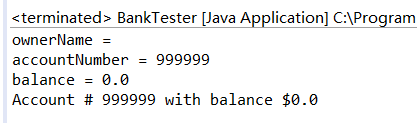 <terminated> BankTester [Java Application] C:\Program
ownerName =
accountNumber = 999999
balance = 0.0
Account # 999999 with balance $0.0